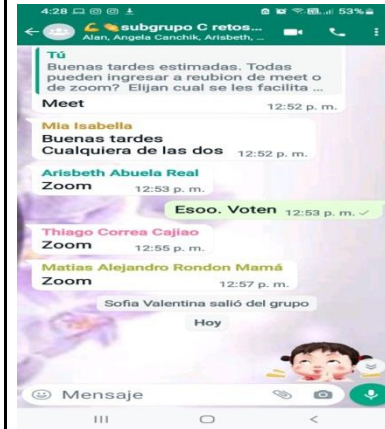 4:28
53%
subgrupo C retos...
Alan, Angela Canchik, Arisbeth, ...
Tú
Buenas tardes estimadas. Todas
pueden ingresar a reubion de meet o
de zoom? Elijan cual se les facilita ...
Meet
12:52 p. m.
Mia Isabella
Buenas tardes
Cualquiera de las dos 12:52 p. m.
Arisbeth Abuela Real
Zoom 12:53 p. m.
Esoo. Voten 12:53 p. m.
Thiago Correa Cajiao
Zoom 12:55 p. m.
Matias Alejandro Rondon Mamá
Zoom 12:57 p. m.
Sofia Valentina salió del grupo
Hoy
Mensaje